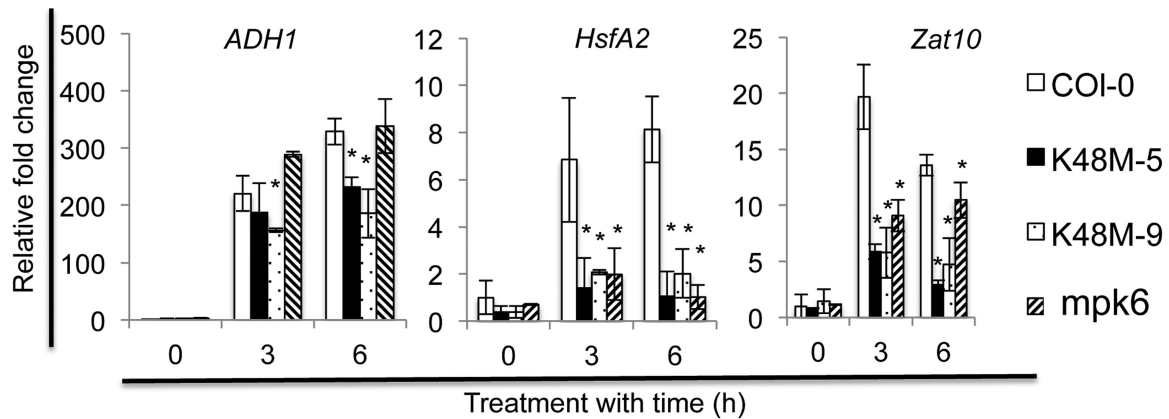 Relative fold change
ADH1
500
400
300
200
100
0
* * *
0 3 6
HsfA2
12
10
8
6
4
2
0
* * * * * *
0 3 6
Zat10
25
20
15
10
5
0
* * * * * *
0 3 6
COl-0
K48M-5
K48M-9
mpk6
Treatment with time (h)